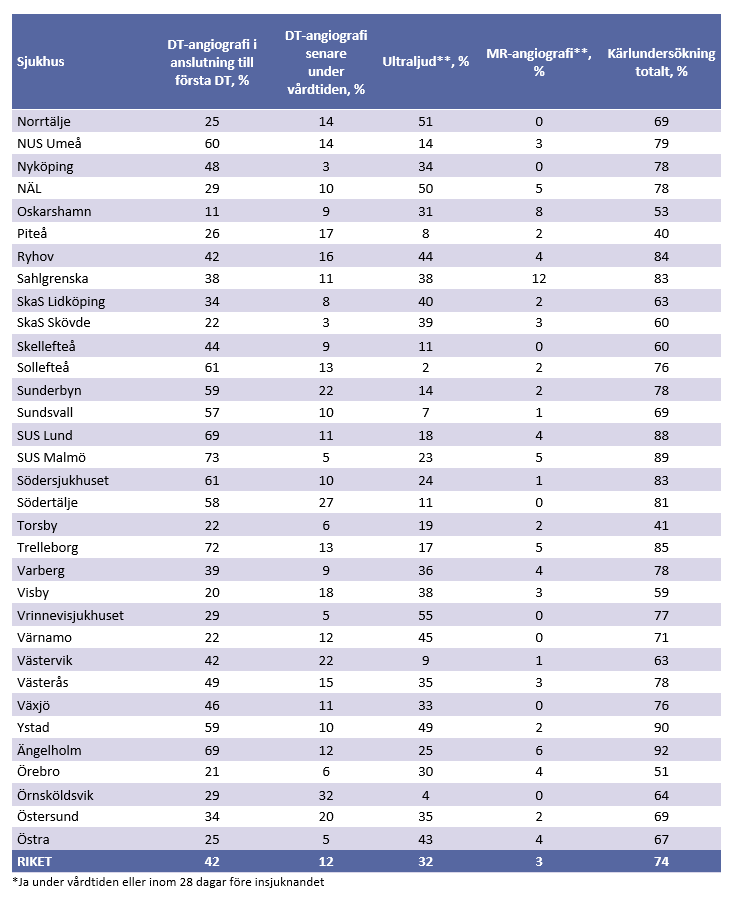 Sjukhus DT-angiografi i anslutning till första DT, % DT-angiografi senare under vårdtiden, % Ultraljud**, % MR-angiografi**, % Kärlundersökning totalt, %
Norrtälje 25 14 51 0 69
NUS Umeå 60 14 14 3 79
Nyköping 48 3 34 0 78
NÄL 29 10 50 5 78
Oskarshamn 11 9 31 8 53
Piteå 26 17 8 2 40
Ryhov 42 16 44 4 84
Sahlgrenska 38 11 38 12 83
SkaS Lidköping 34 8 40 2 63
SkaS Skövde 22 3 39 3 60
Skellefteå 44 9 11 0 60
Sollefteå 61 13 2 2 76
Sunderbyn 59 22 14 2 78
Sundsvall 57 10 7 1 69
SUS Lund 69 11 18 4 88
SUS Malmö 73 5 23 5 89
Södersjukhuset 61 10 24 1 83
Södertälje 58 27 11 0 81
Torsby 22 6 19 2 41
Trelleborg 72 13 17 5 85
Varberg 39 9 36 4 78
Visby 20 18 38 3 59
Vrinnevisjukhuset 29 5 55 0 77
Värnamo 22 12 45 0 71
Västervik 42 22 9 1 63
Västerås 49 15 35 3 78
Växjö 46 11 33 0 76
Ystad 59 10 49 2 90
Ängelholm 69 12 25 6 92
Örebro 21 6 30 4 51
Örnsköldsvik 29 32 4 0 64
Östersund 34 20 35 2 69
Östra 25 5 43 4 67
RIKET 42 12 32 3 74
*Ja under vårdtiden eller inom 28 dagar före insjuknandet